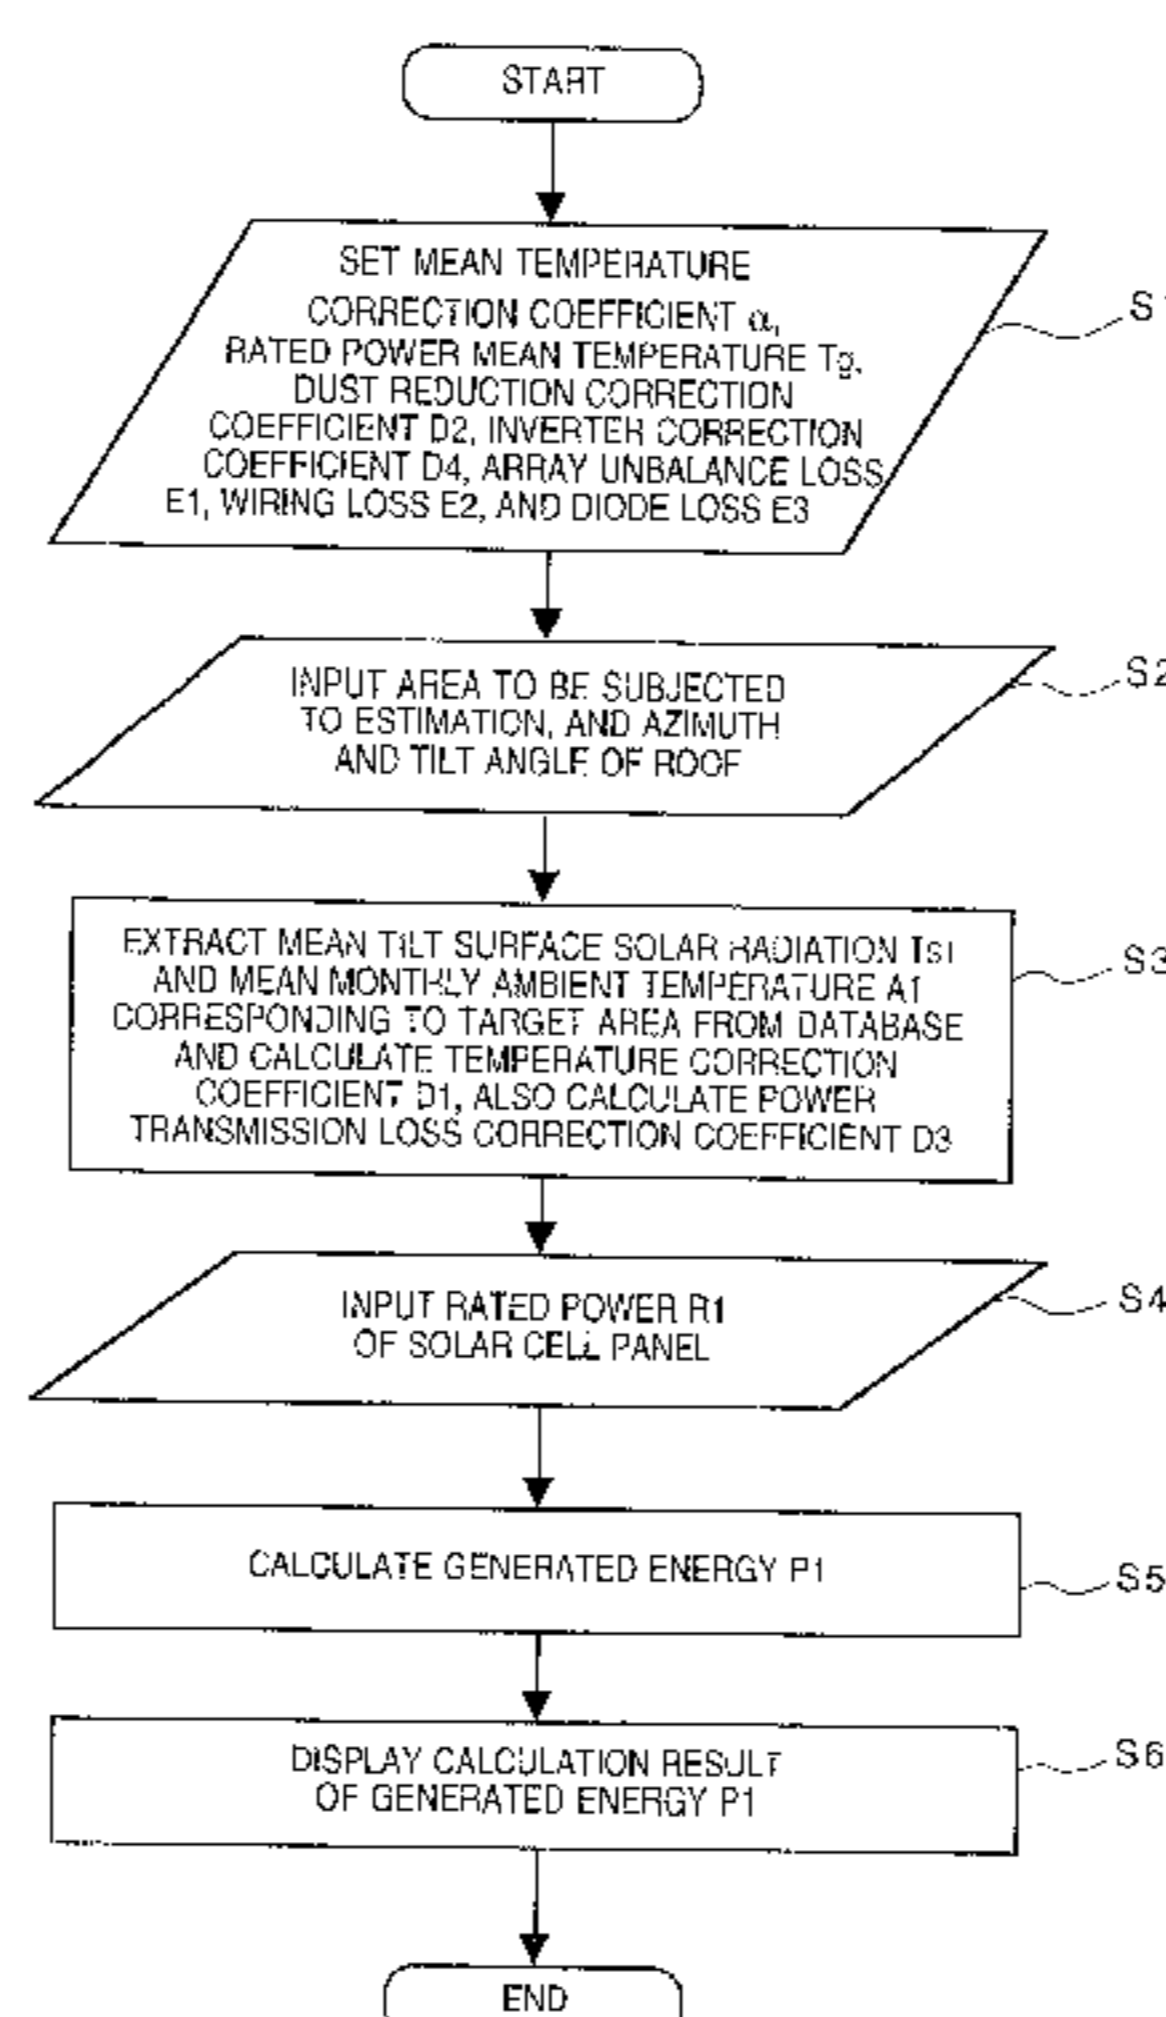 START
SET MEAN TEMPERATURE
CORRECTION COEFFICIENT α,
RATED POWER MEAN TEMPERATURE Tg,
DUST REDUCTION CORRECTION
COEFFICIENT D2, INVERTER CORRECTION
COEFFICIENT D4, ARRAY UNBALANCE LOSS
E1, WIRING LOSS E2, AND DIODE LOSS E3
S1
INPUT AREA TO BE SUBJECTED
TO ESTIMATION, AND AZIMUTH
AND TILT ANGLE OF ROOF
S2
EXTRACT MEAN TILT SURFACE SOLAR RADIATION Ts1
AND MEAN MONTHLY AMBIENT TEMPERATURE A1
CORRESPONDING TO TARGET AREA FROM DATABASE
AND CALCULATE TEMPERATURE CORRECTION
COEFFICIENT D1, ALSO CALCULATE POWER
TRANSMISSION LOSS CORRECTION COEFFICIENT D3
S3
INPUT RATED POWER R1
OF SOLAR CELL PANEL
S4
CALCULATE GENERATED ENERGY P1
S5
DISPLAY CALCULATION RESULT
OF GENERATED ENERGY P1
S6
END